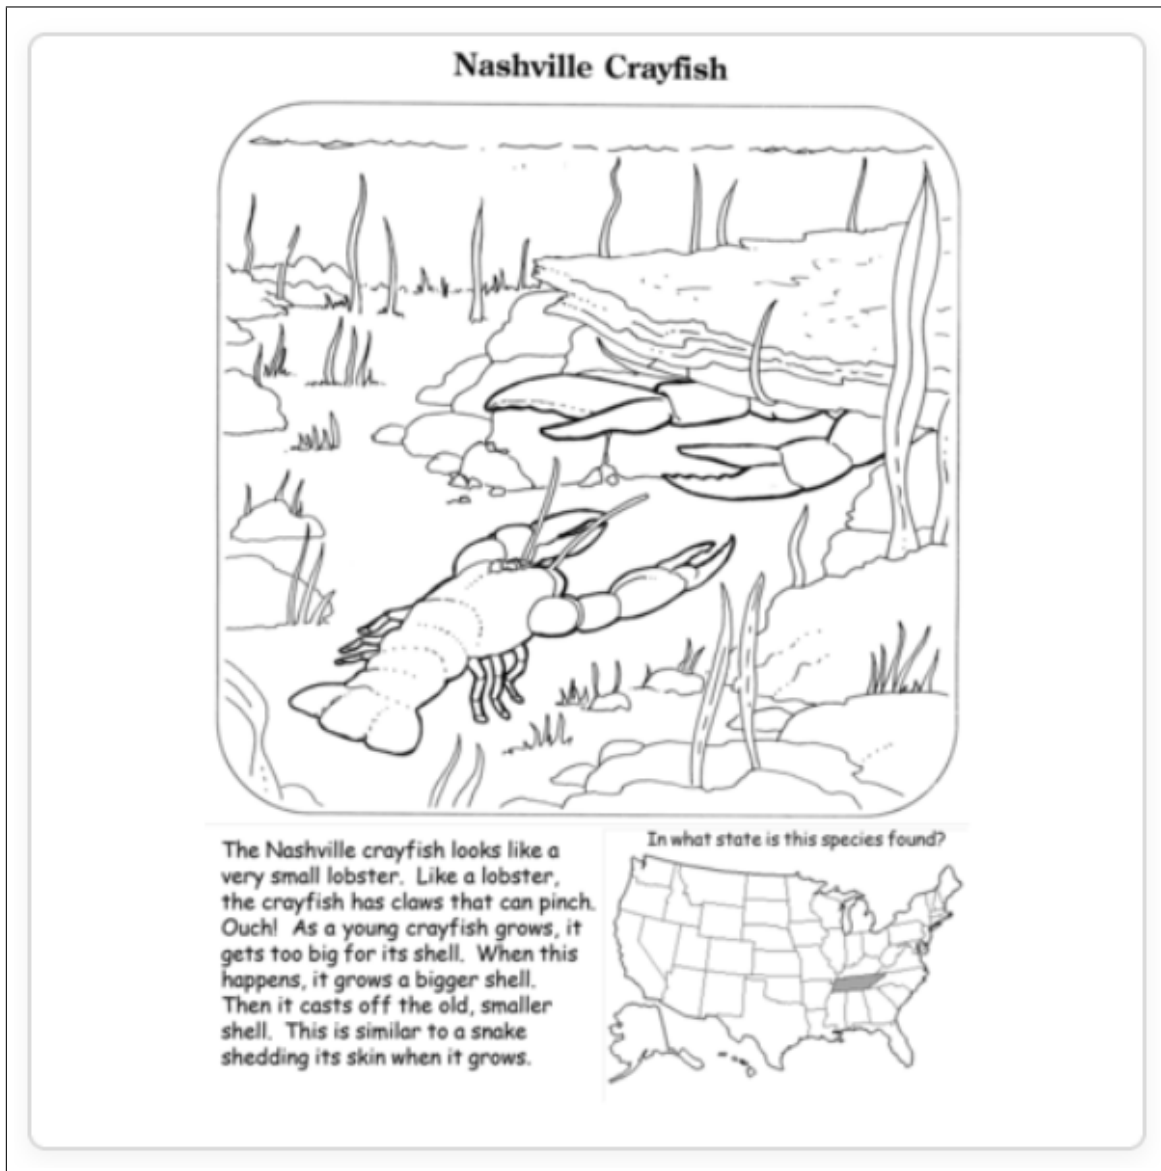 Nashville Crayfish
The Nashville crayfish looks like a
very small lobster. Like a lobster,
the crayfish has claws that can pinch.
Ouch! As a young crayfish grows, it
gets too big for its shell. When this
happens, it grows a bigger shell.
Then it casts off the old, smaller
shell. This is similar to a snake
shedding its skin when it grows.
In what state is this species found?